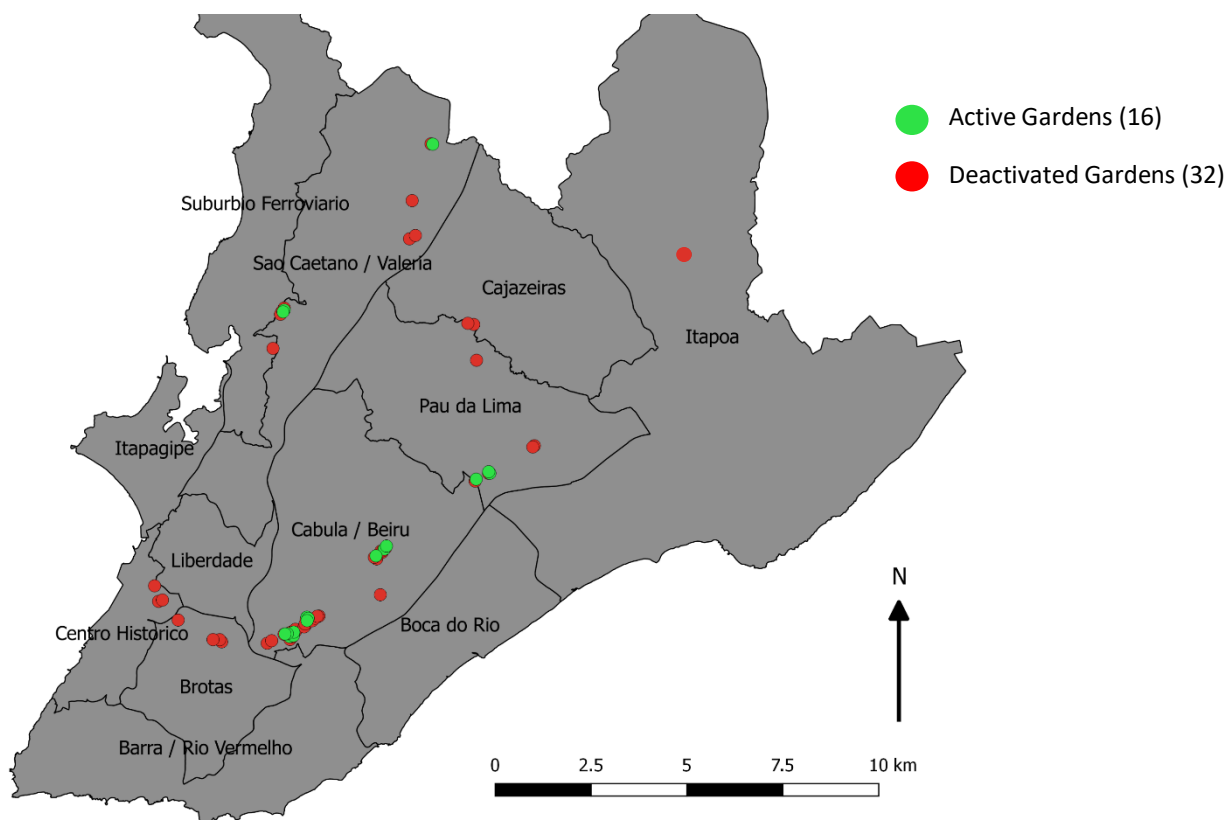 Active Gardens (16)
Deactivated Gardens (32)
Suburbio Ferroviario
Sao Caetano / Valeria
Cajazeiras
Itapoa
Pau da Lima
Itapagipe
Cabula / Beiru
Liberdade
Centro Histórico
Boca do Rio
Brotas
Barra / Rio Vermelho
N
0 2.5 5 7.5 10 km